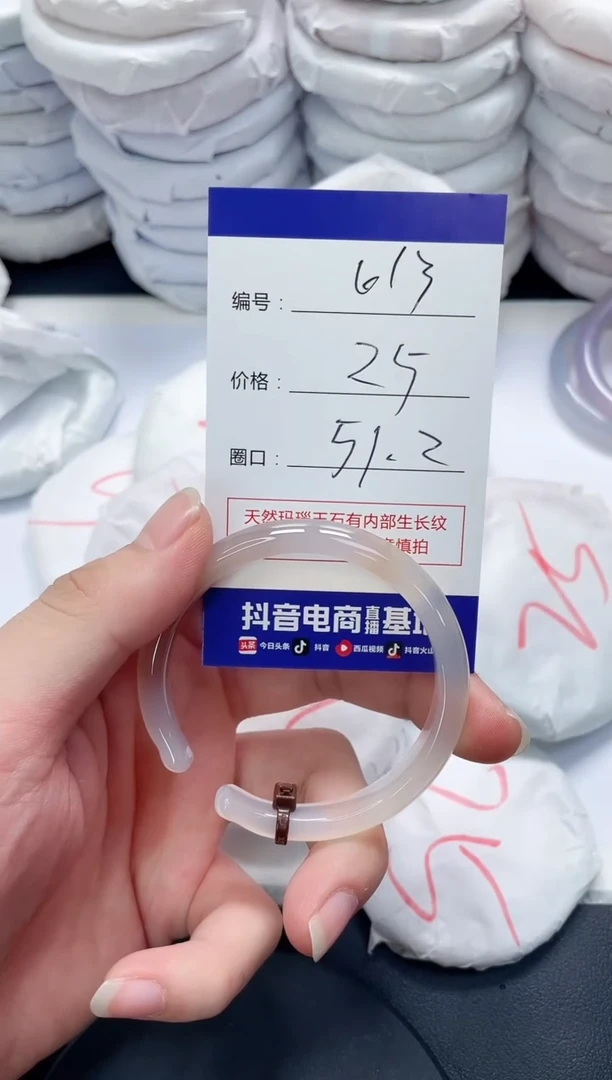 编号: 613
价格: 25
圈口: 51.2
天然玛瑙玉石有内部生长纹
慎拍
抖音电商直播基
头条 今日头条 抖音 西瓜视频 抖音火山
25
25